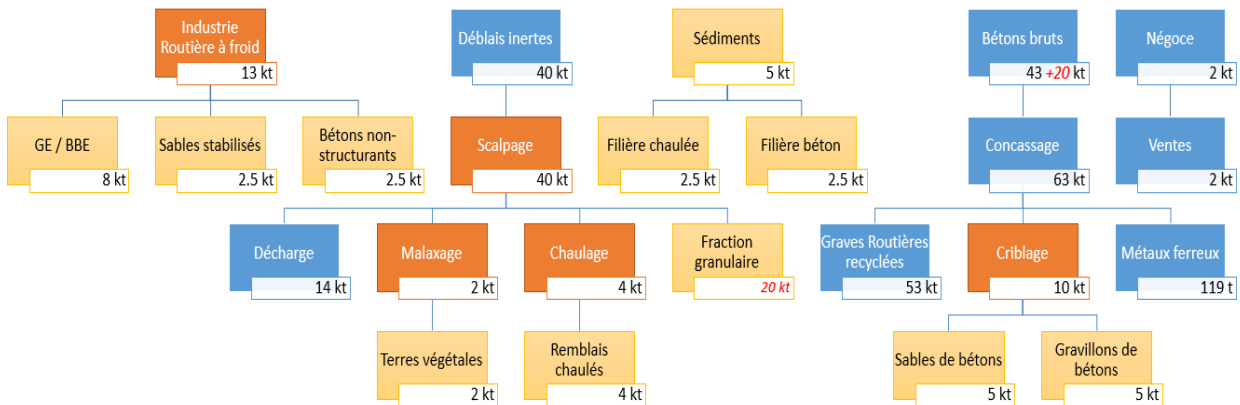 Industrie
Routière à froid
13 kt
Déblais inertes
40 kt
Sédiments
5 kt
Bétons bruts
43 +20 kt
Négoce
2 kt
GE / BBE
8 kt
Sables stabilisés
2.5 kt
Bétons non-
structurants
2.5 kt
Scalpage
40 kt
Filière chaulée
2.5 kt
Filière béton
2.5 kt
Concassage
63 kt
Ventes
2 kt
Décharge
14 kt
Malaxage
2 kt
Chaulage
4 kt
Fraction
granulaire
20 kt
Graves Routières
recyclées
53 kt
Criblage
10 kt
Métaux ferreux
119 t
Terres végétales
2 kt
Remblais
chaulés
4 kt
Sables de bétons
5 kt
Gravillons de
bétons
5 kt